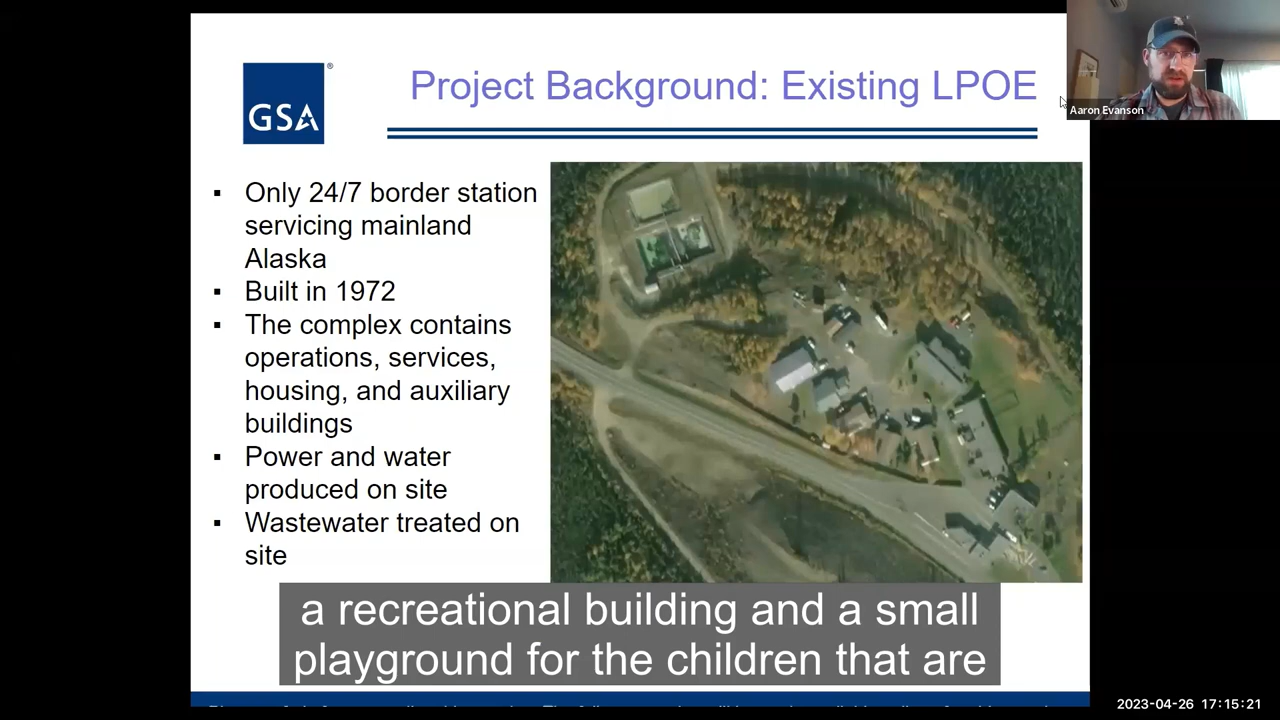 Project Background: Existing LPOE
GSA
®
Aaron Evanson
▪ Only 24/7 border station
servicing mainland
Alaska
▪ Built in 1972
▪ The complex contains
operations, services,
housing, and auxiliary
buildings
▪ Power and water
produced on site
▪ Wastewater treated on
site
a recreational building and a small
playground for the children that are
2023-04-26 17:15:21